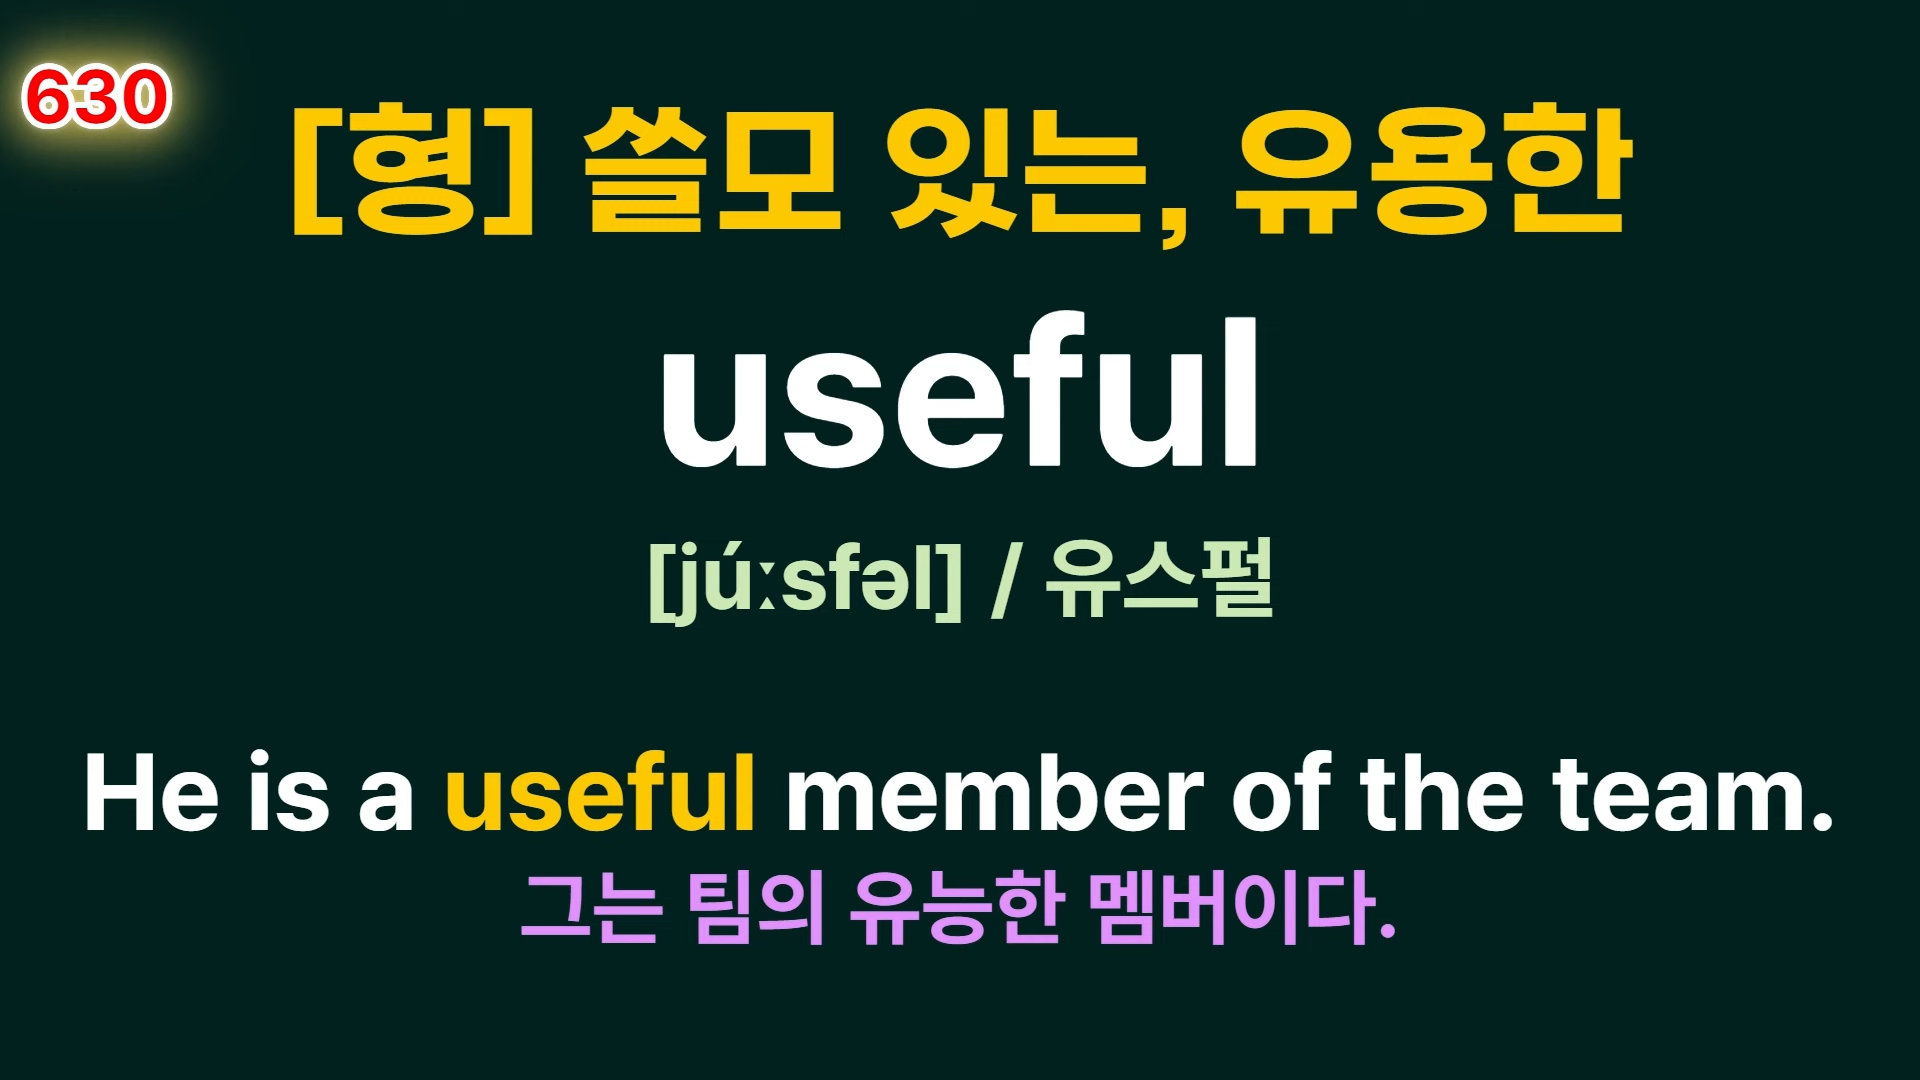 630
[형] 쓸모 있는, 유용한
useful
[júːsfəl] / 유스펄
He is a useful member of the team.
그는 팀의 유능한 멤버이다.